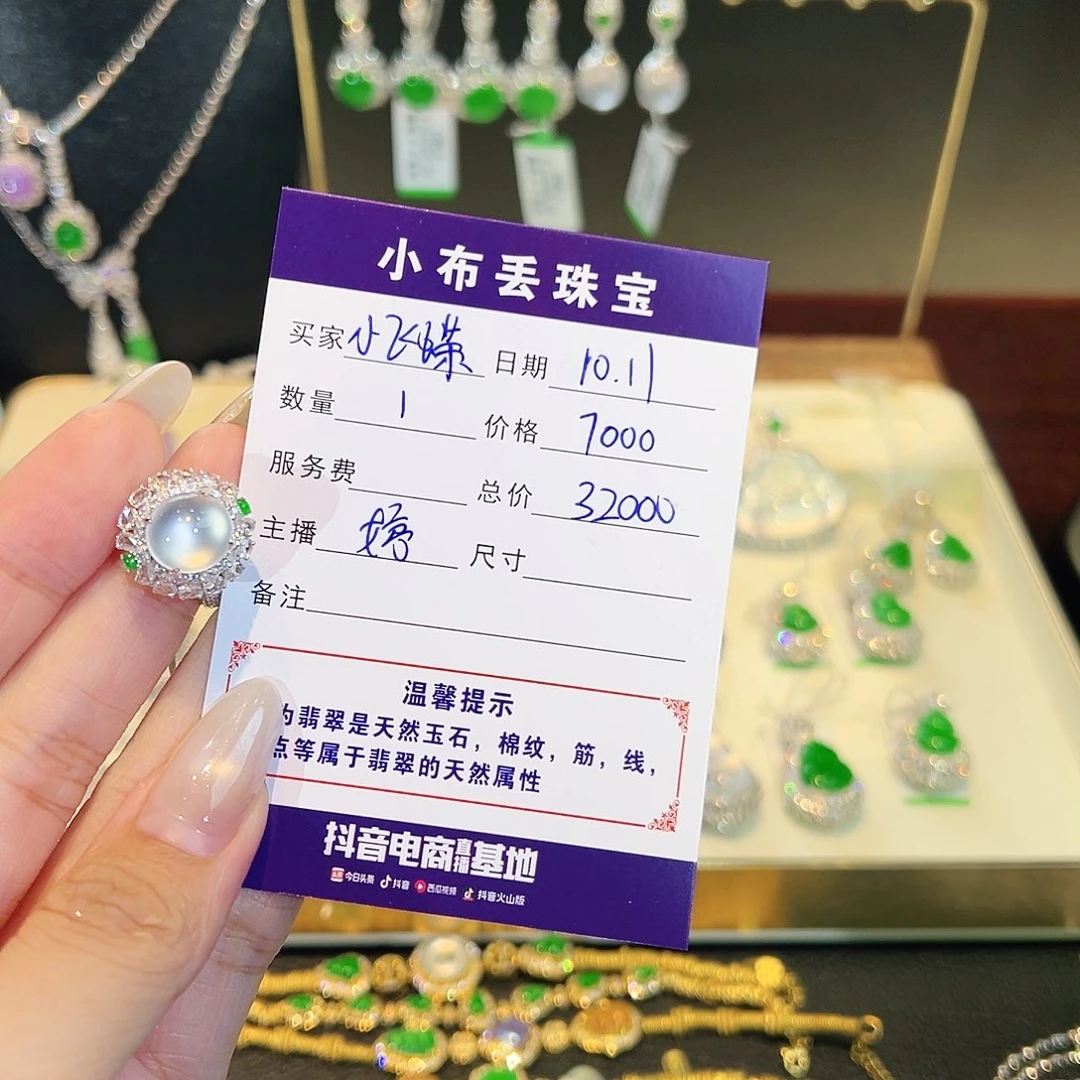 小布丢珠宝
买家 小飞蝶 日期 10.11
数量 1 价格 7000
服务费 总价 32000
主播 婷 尺寸
备注
温馨提示
为翡翠是天然玉石，棉纹，筋，线，
点等属于翡翠的天然属性
抖音电商直播基地
今日头条 抖音 西瓜视频 抖音火山版